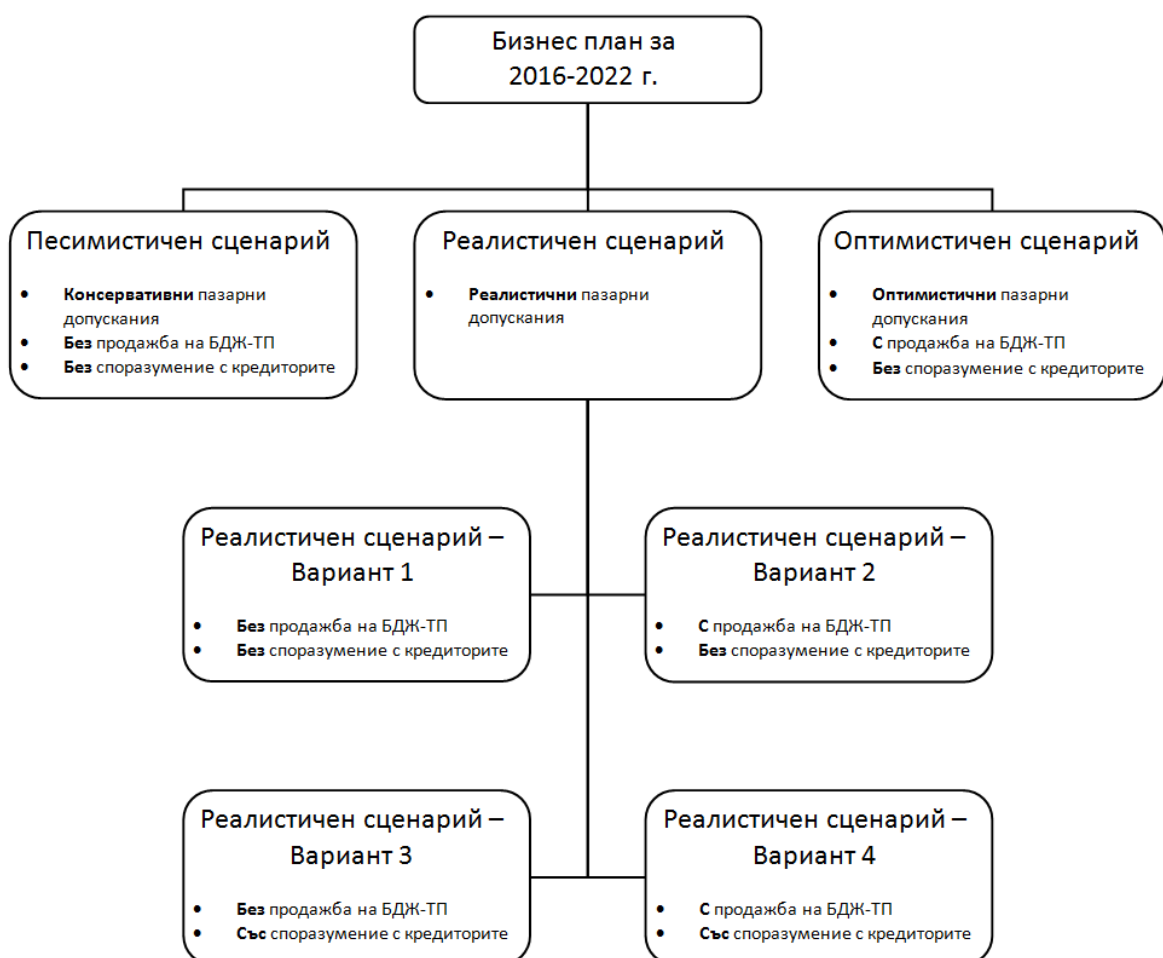 Бизнес план за
2016-2022 г.
Песимистичен сценарий
• Консервативни пазарни
допускания
• Без продажба на БДЖ-ТП
• Без споразумение с кредиторите
Реалистичен сценарий
• Реалистични пазарни
допускания
Оптимистичен сценарий
• Оптимистични пазарни
допускания
• С продажба на БДЖ-ТП
• Без споразумение с кредиторите
Реалистичен сценарий –
Вариант 1
• Без продажба на БДЖ-ТП
• Без споразумение с кредиторите
Реалистичен сценарий –
Вариант 2
• С продажба на БДЖ-ТП
• Без споразумение с кредиторите
Реалистичен сценарий –
Вариант 3
• Без продажба на БДЖ-ТП
• Със споразумение с кредиторите
Реалистичен сценарий –
Вариант 4
• С продажба на БДЖ-ТП
• Със споразумение с кредиторите